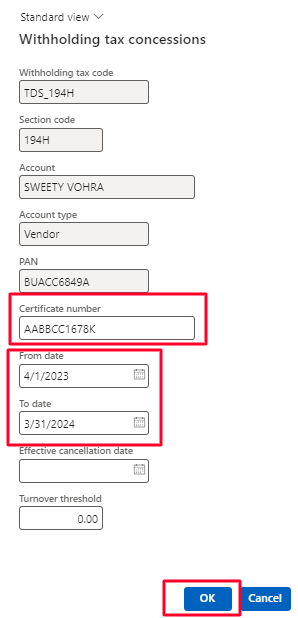 Standard view
Withholding tax concessions
Withholding tax code
TDS_194H
Section code
194H
Account
SWEETY VOHRA
Account type
Vendor
PAN
BUACC6849A
Certificate number
AABBCC1678K
From date
4/1/2023
To date
3/31/2024
Effective cancellation date
Turnover threshold
0.00
OK Cancel